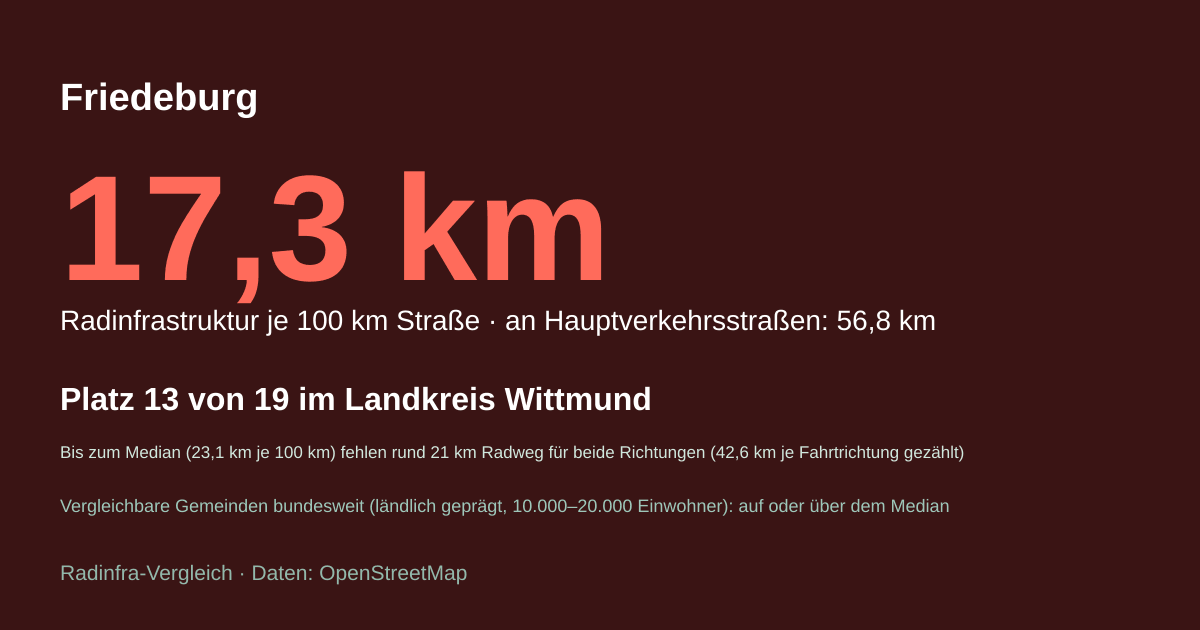 Friedeburg
17,3 km
Radinfrastruktur je 100 km Straße · an Hauptverkehrsstraßen: 56,8 km
Platz 13 von 19 im Landkreis Wittmund
Bis zum Median (23,1 km je 100 km) fehlen rund 21 km Radweg für beide Richtungen (42,6 km je Fahrtrichtung gezählt)
Vergleichbare Gemeinden bundesweit (ländlich geprägt, 10.000–20.000 Einwohner): auf oder über dem Median
Radinfra-Vergleich · Daten: OpenStreetMap